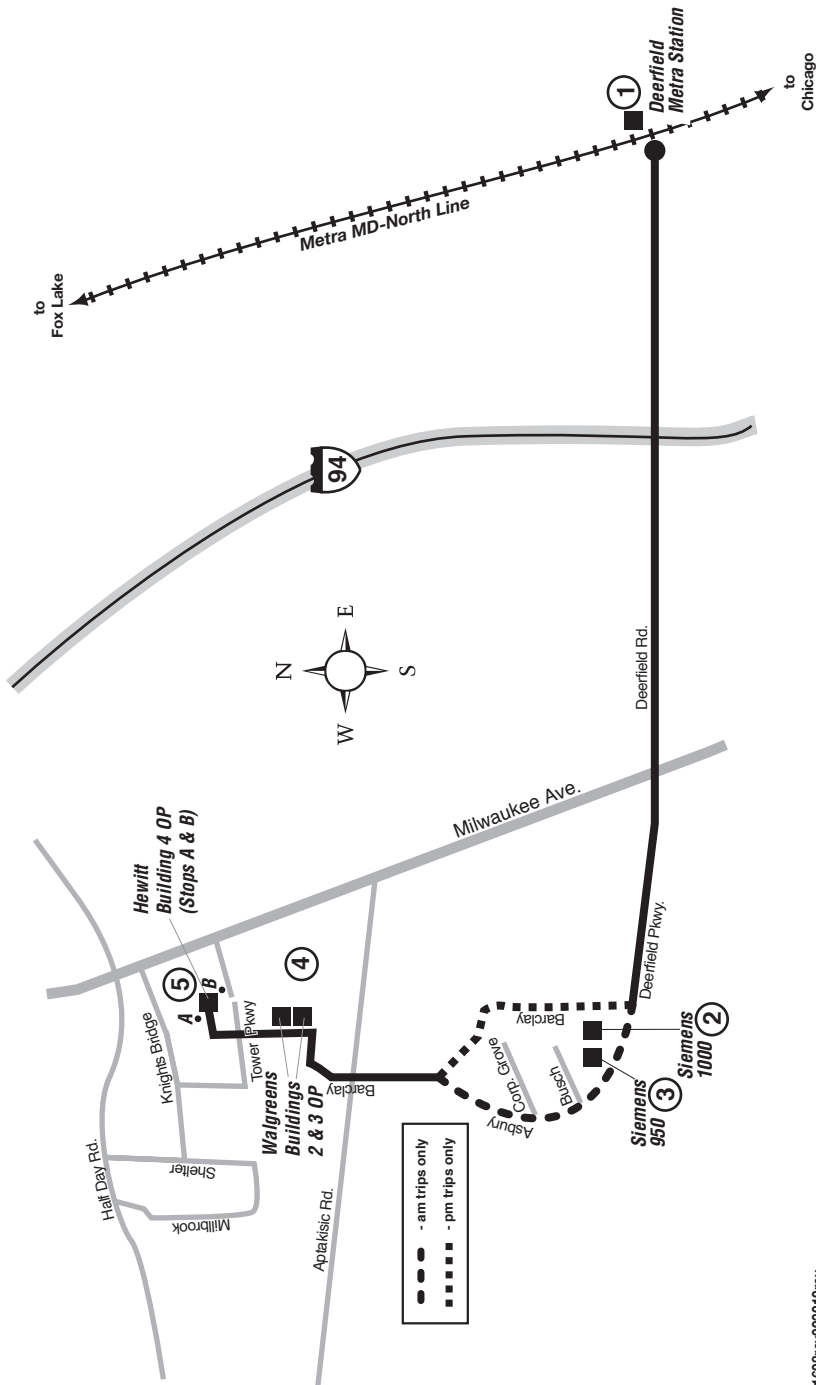 to
Fox Lake
Metra MD-North Line
1
Deerfield
Metra Station
to
Chicago
94
N
E
S
W
Deerfield Rd.
Milwaukee Ave.
Deerfield Pkwy.
Hewitt
Building 4 OP
(Stops A & B)
5
A
B
4
Knights Bridge
Tower Pkwy
Walgreens
Buildings
2 & 3 OP
Half Day Rd.
Shelter
Millbrook
Aptakisic Rd.
Barclay
Barclay
Corp. Grove
Busch
Asbury
Siemens
1000
2
Siemens
950
3
- am trips only
- pm trips only